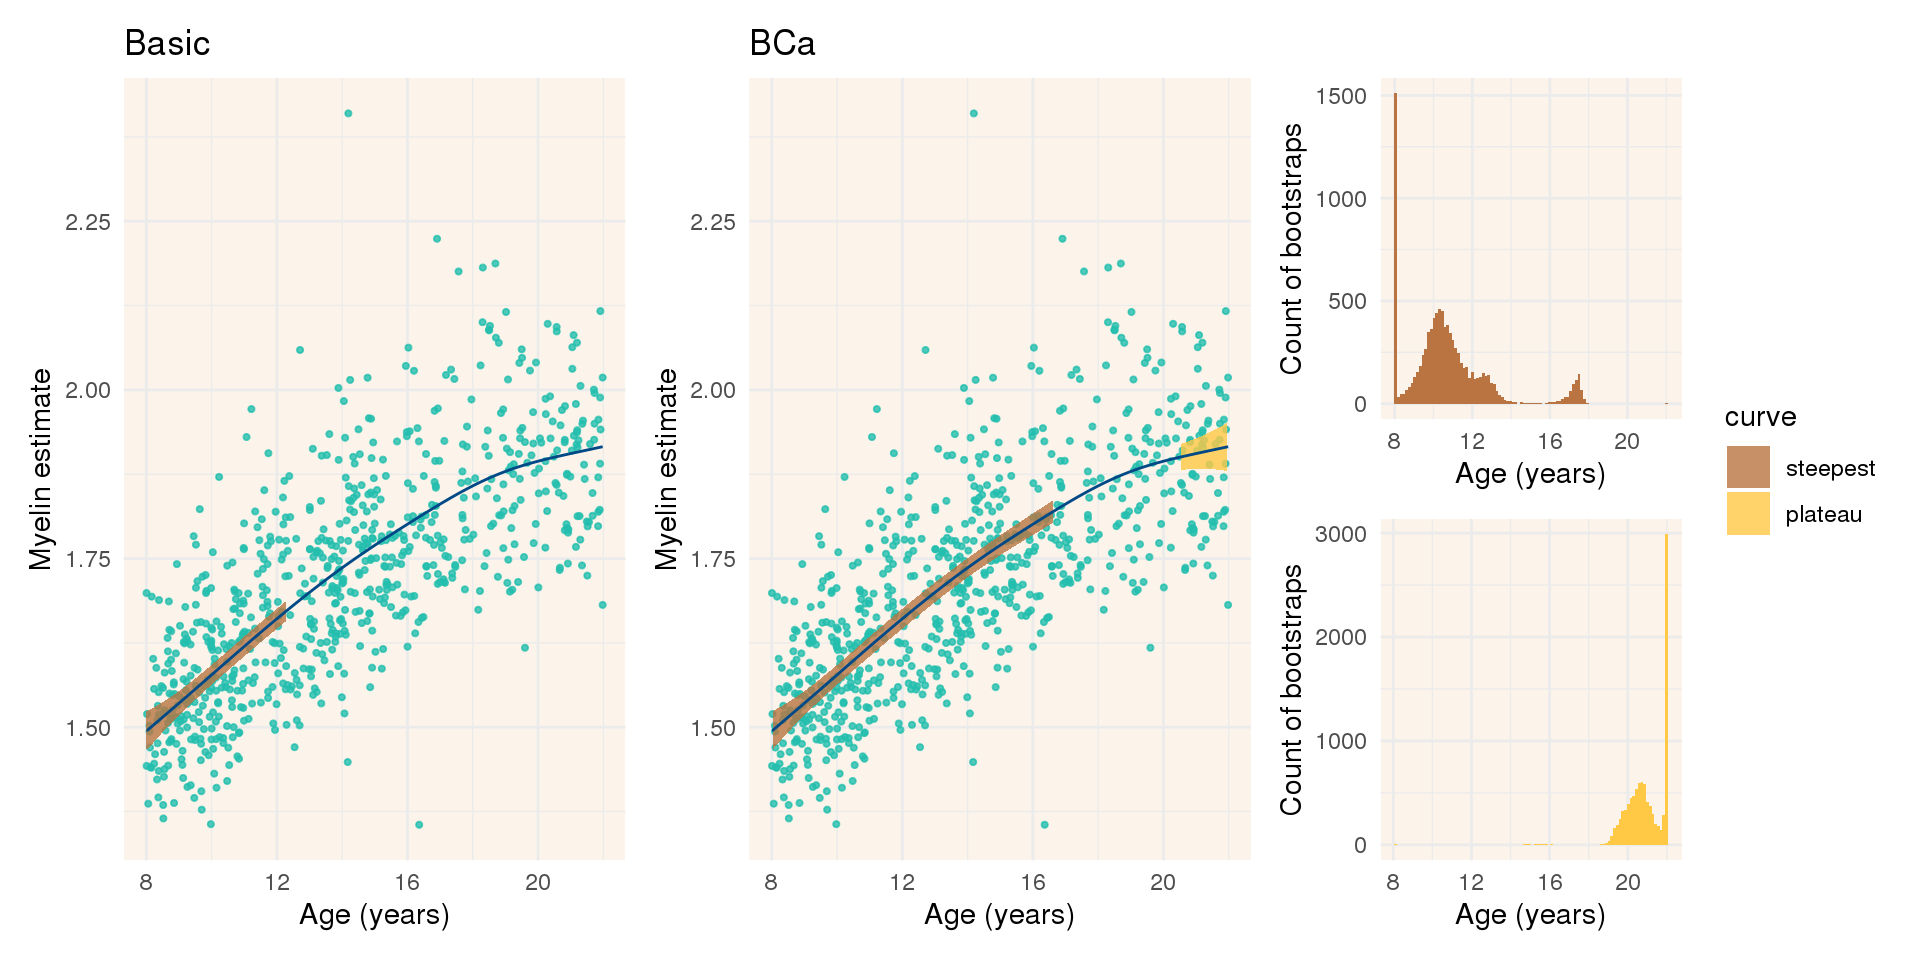 Basic
Myelin estimate
2.25
2.00
1.75
1.50
8 12 16 20
Age (years)
BCa
Myelin estimate
2.25
2.00
1.75
1.50
8 12 16 20
Age (years)
Count of bootstraps
1500
1000
500
0
8 12 16 20
Age (years)
Count of bootstraps
3000
2000
1000
0
8 12 16 20
Age (years)
curve
steepest
plateau